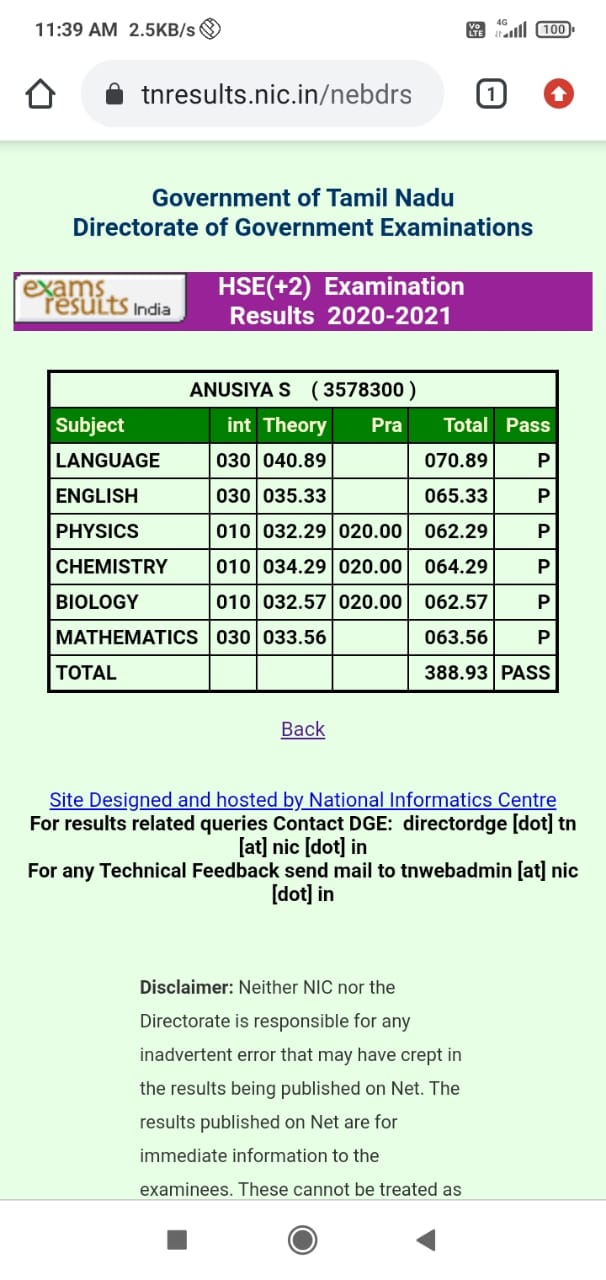 11:39 AM 2.5KB/s Vo LTE 4G 100
tnresults.nic.in/nebdrs 1
Government of Tamil Nadu
Directorate of Government Examinations
exams results India
HSE(+2) Examination
Results 2020-2021
ANUSIYA S ( 3578300 )
Subject int Theory Pra Total Pass
LANGUAGE 030 040.89 070.89 P
ENGLISH 030 035.33 065.33 P
PHYSICS 010 032.29 020.00 062.29 P
CHEMISTRY 010 034.29 020.00 064.29 P
BIOLOGY 010 032.57 020.00 062.57 P
MATHEMATICS 030 033.56 063.56 P
TOTAL 388.93 PASS
Back
Site Designed and hosted by National Informatics Centre
For results related queries Contact DGE: directordge [dot] tn
[at] nic [dot] in
For any Technical Feedback send mail to tnwebadmin [at] nic
[dot] in
Disclaimer: Neither NIC nor the
Directorate is responsible for any
inadvertent error that may have crept in
the results being published on Net. The
results published on Net are for
immediate information to the
examinees. These cannot be treated as